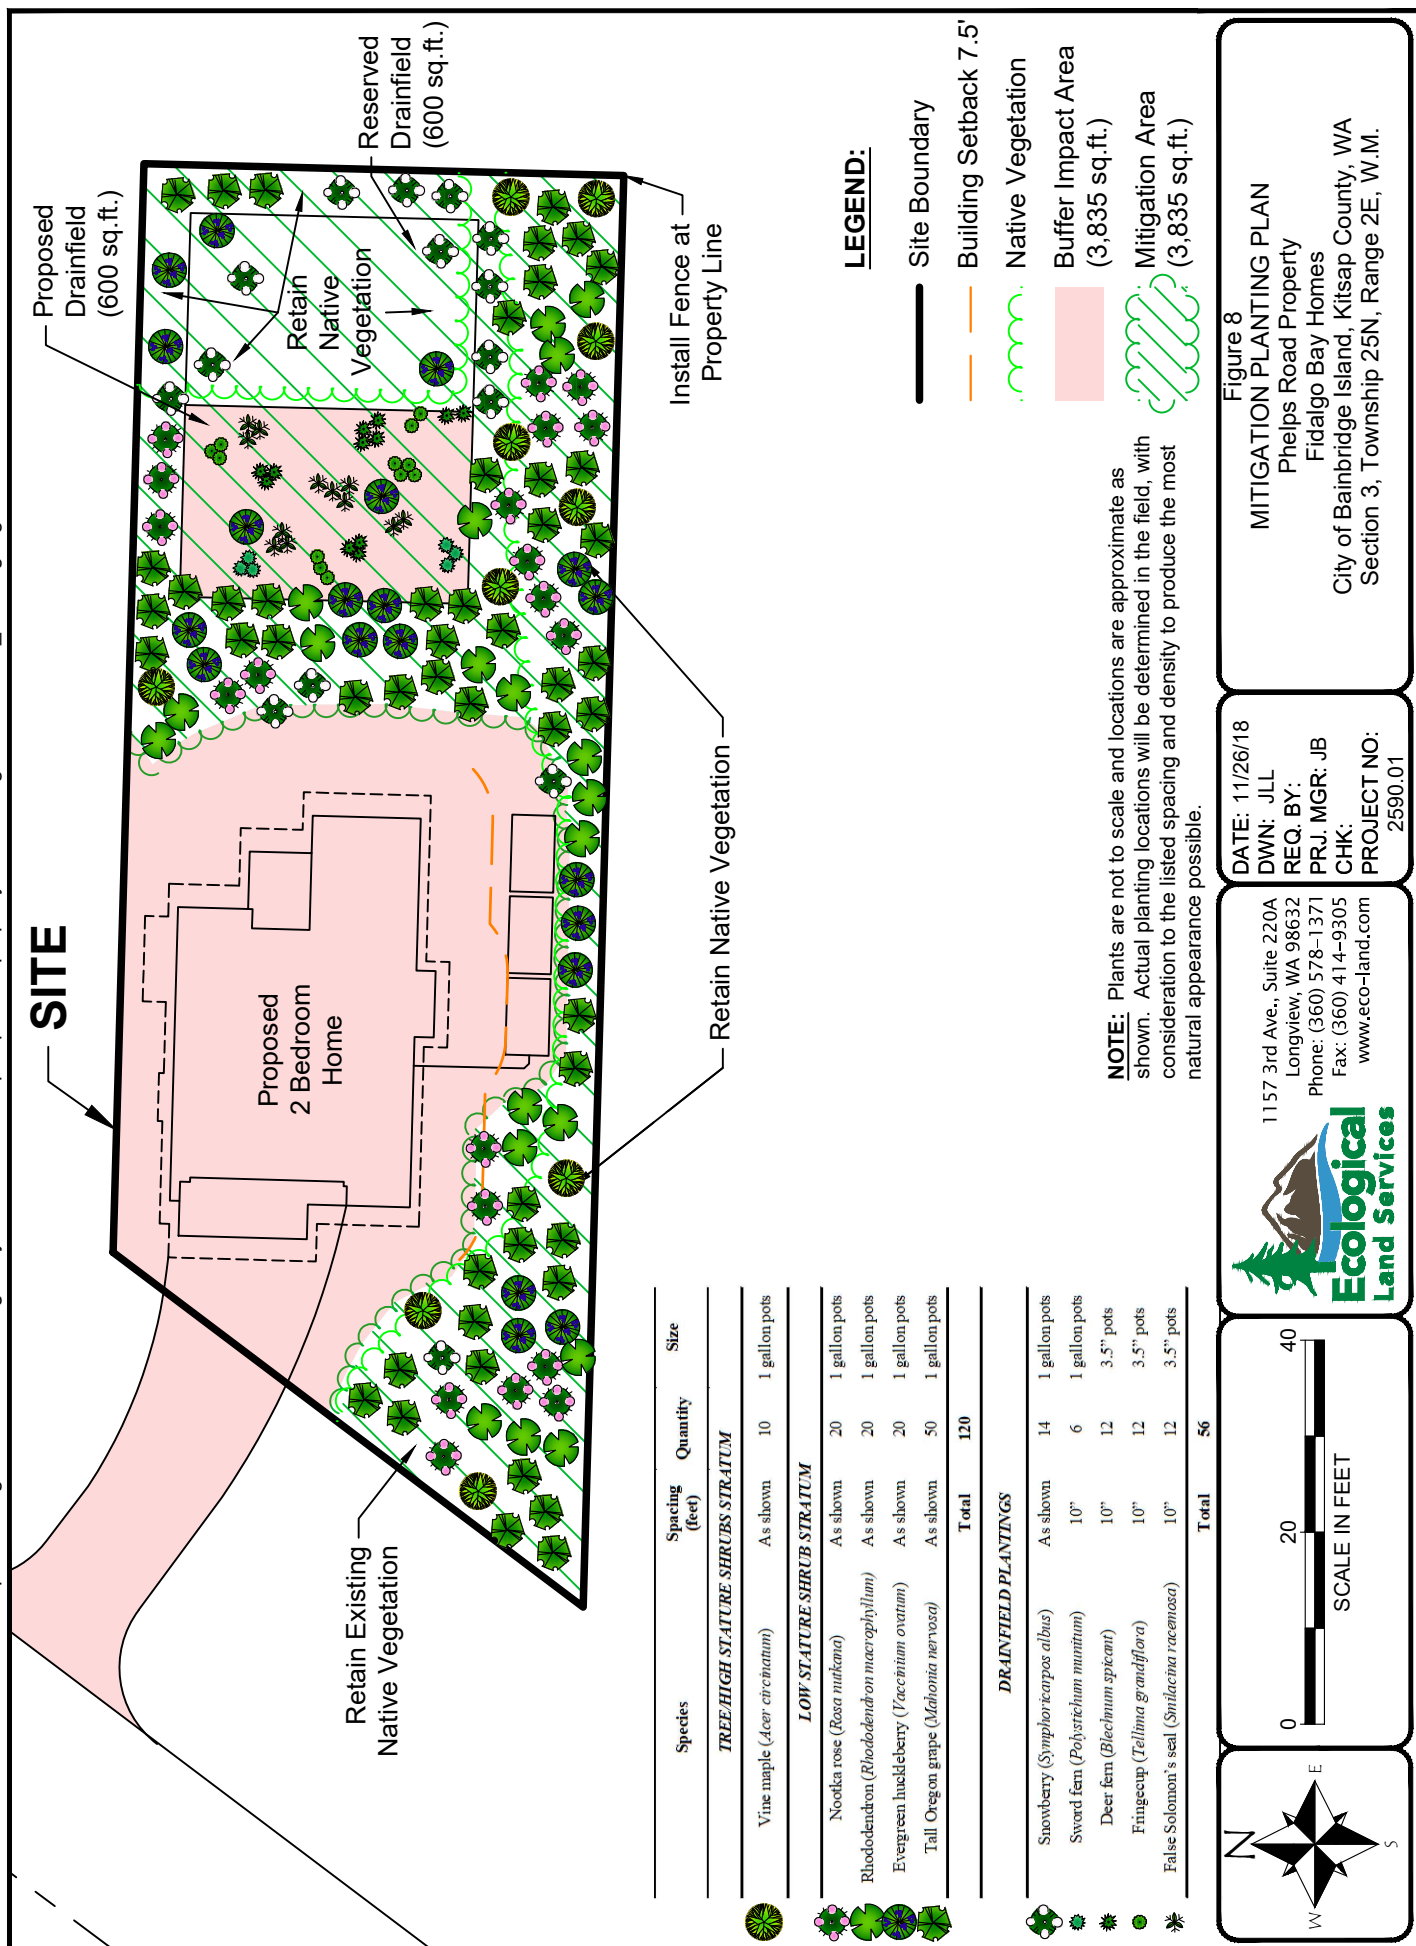 SITE
Proposed
Drainfield
(600 sq.ft.)
Reserved
Drainfield
(600 sq.ft.)
Retain
Native
Vegetation
Proposed
2 Bedroom
Home
Retain Existing
Native Vegetation
Retain Native Vegetation
Install Fence at
Property Line
Species Spacing (feet) Quantity Size
TREE/HIGH STATURE SHRUBS STRATUM
Vine maple (Acer circinatum) As shown 10 1 gallon pots
LOW STATURE SHRUB STRATUM
Nootka rose (Rosa nutkana) As shown 20 1 gallon pots
Rhododendron (Rhododendron macrophyllum) As shown 20 1 gallon pots
Evergreen huckleberry (Vaccinium ovatum) As shown 20 1 gallon pots
Tall Oregon grape (Mahonia nervosa) As shown 50 1 gallon pots
Total 120
DRAINFIELD PLANTINGS
Snowberry (Symphoricarpos albus) As shown 14 1 gallon pots
Sword fern (Polystichum munitum) 10" 6 1 gallon pots
Deer fern (Blechnum spicant) 10" 12 3.5" pots
Fringecup (Tellima grandiflora) 10" 12 3.5" pots
False Solomon's seal (Smilacina racemosa) 10" 12 3.5" pots
Total 56
LEGEND:
Site Boundary
Building Setback 7.5'
Native Vegetation
Buffer Impact Area
(3,835 sq.ft.)
Mitigation Area
(3,835 sq.ft.)
NOTE: Plants are not to scale and locations are approximate as
shown. Actual planting locations will be determined in the field, with
consideration to the listed spacing and density to produce the most
natural appearance possible.
N
W
E
S
0 20 40
SCALE IN FEET
Ecological
Land Services
1157 3rd Ave., Suite 220A
Longview, WA 98632
Phone: (360) 578-1371
Fax: (360) 414-9305
www.eco-land.com
DATE: 11/26/18
DWN: JLL
REQ. BY:
PRJ. MGR: JB
CHK:
PROJECT NO:
2590.01
Figure 8
MITIGATION PLANTING PLAN
Phelps Road Property
Fidalgo Bay Homes
City of Bainbridge Island, Kitsap County, WA
Section 3, Township 25N, Range 2E, W.M.